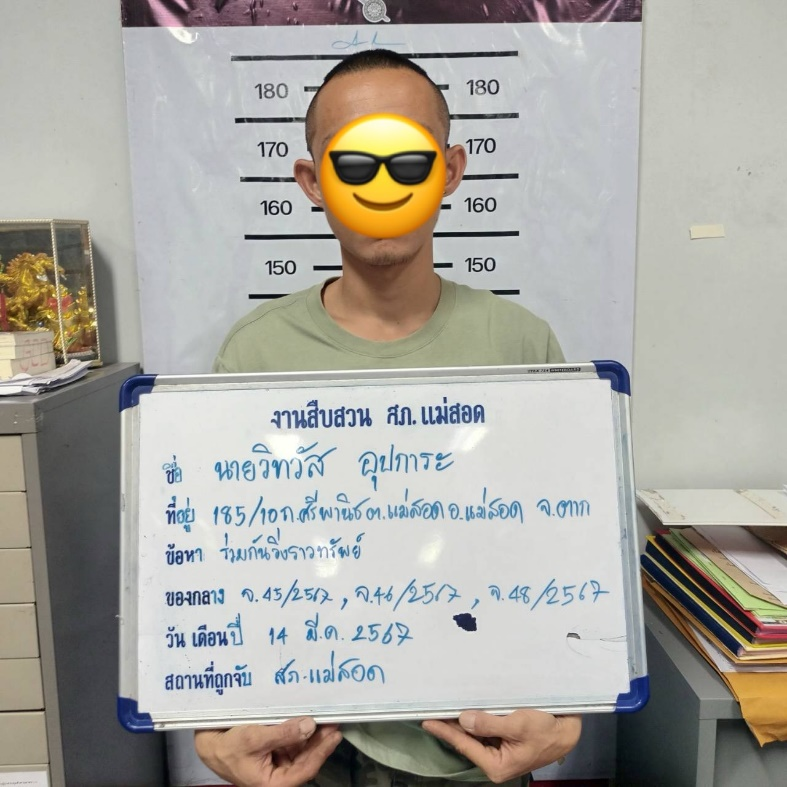 180 180
170 170
160 160
150 150
งานสืบสวน สภ.แม่สอด
ชื่อ นายวิทวัส อุปการะ
ที่อยู่ 185/10 ถ.ศรีพานิช ต.แม่สอด อ.แม่สอด จ.ตาก
ข้อหา ร่วมกันวิ่งราวทรัพย์
ของกลาง จ.45/2567, จ.46/2567, จ.48/2567
วัน เดือน ปี 14 มี.ค. 2567
สถานที่ถูกจับ สภ.แม่สอด